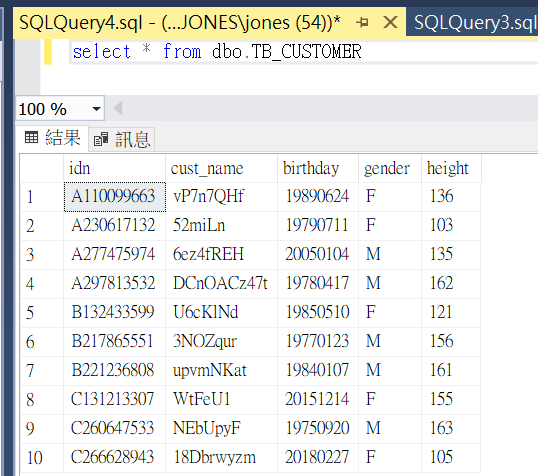 SQLQuery4.sql - (...JONES\jones (54))* SQLQuery3.sql
select * from dbo.TB_CUSTOMER
100 %
結果 訊息
idn cust_name birthday gender height
1 A110099663 vP7n7QHf 19890624 F 136
2 A230617132 52miLn 19790711 F 103
3 A277475974 6ez4fREH 20050104 M 135
4 A297813532 DCnOACz47t 19780417 M 162
5 B132433599 U6cKlNd 19850510 F 121
6 B217865551 3NOZqur 19770123 M 156
7 B221236808 upvmNKat 19840107 M 161
8 C131213307 WtFeU1 20151214 F 155
9 C260647533 NEbUpyF 19750920 M 163
10 C266628943 18Dbrwyzm 20180227 F 105